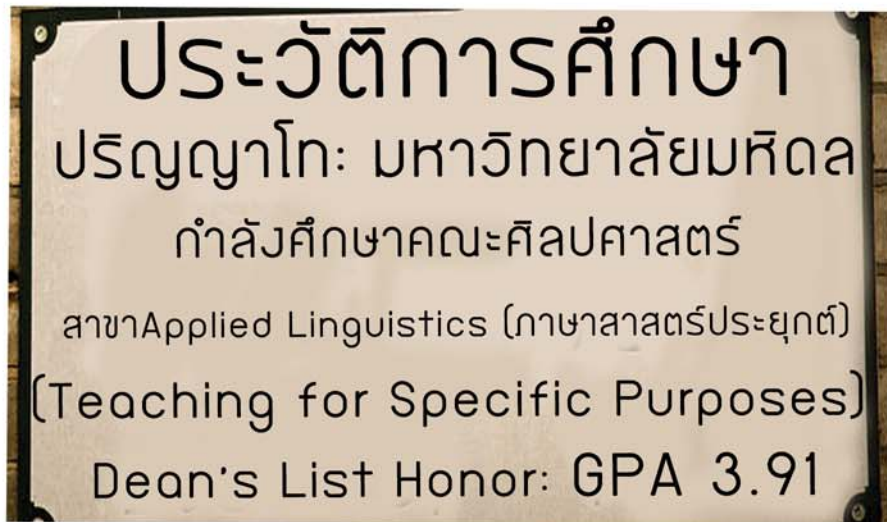 ประวัติการศึกษา
ปริญญาโท: มหาวิทยาลัยมหิดล
กำลังศึกษาคณะศิลปศาสตร์
สาขาApplied Linguistics (ภาษาสาสตร์ประยุกต์)
(Teaching for Specific Purposes)
Dean's List Honor: GPA 3.91